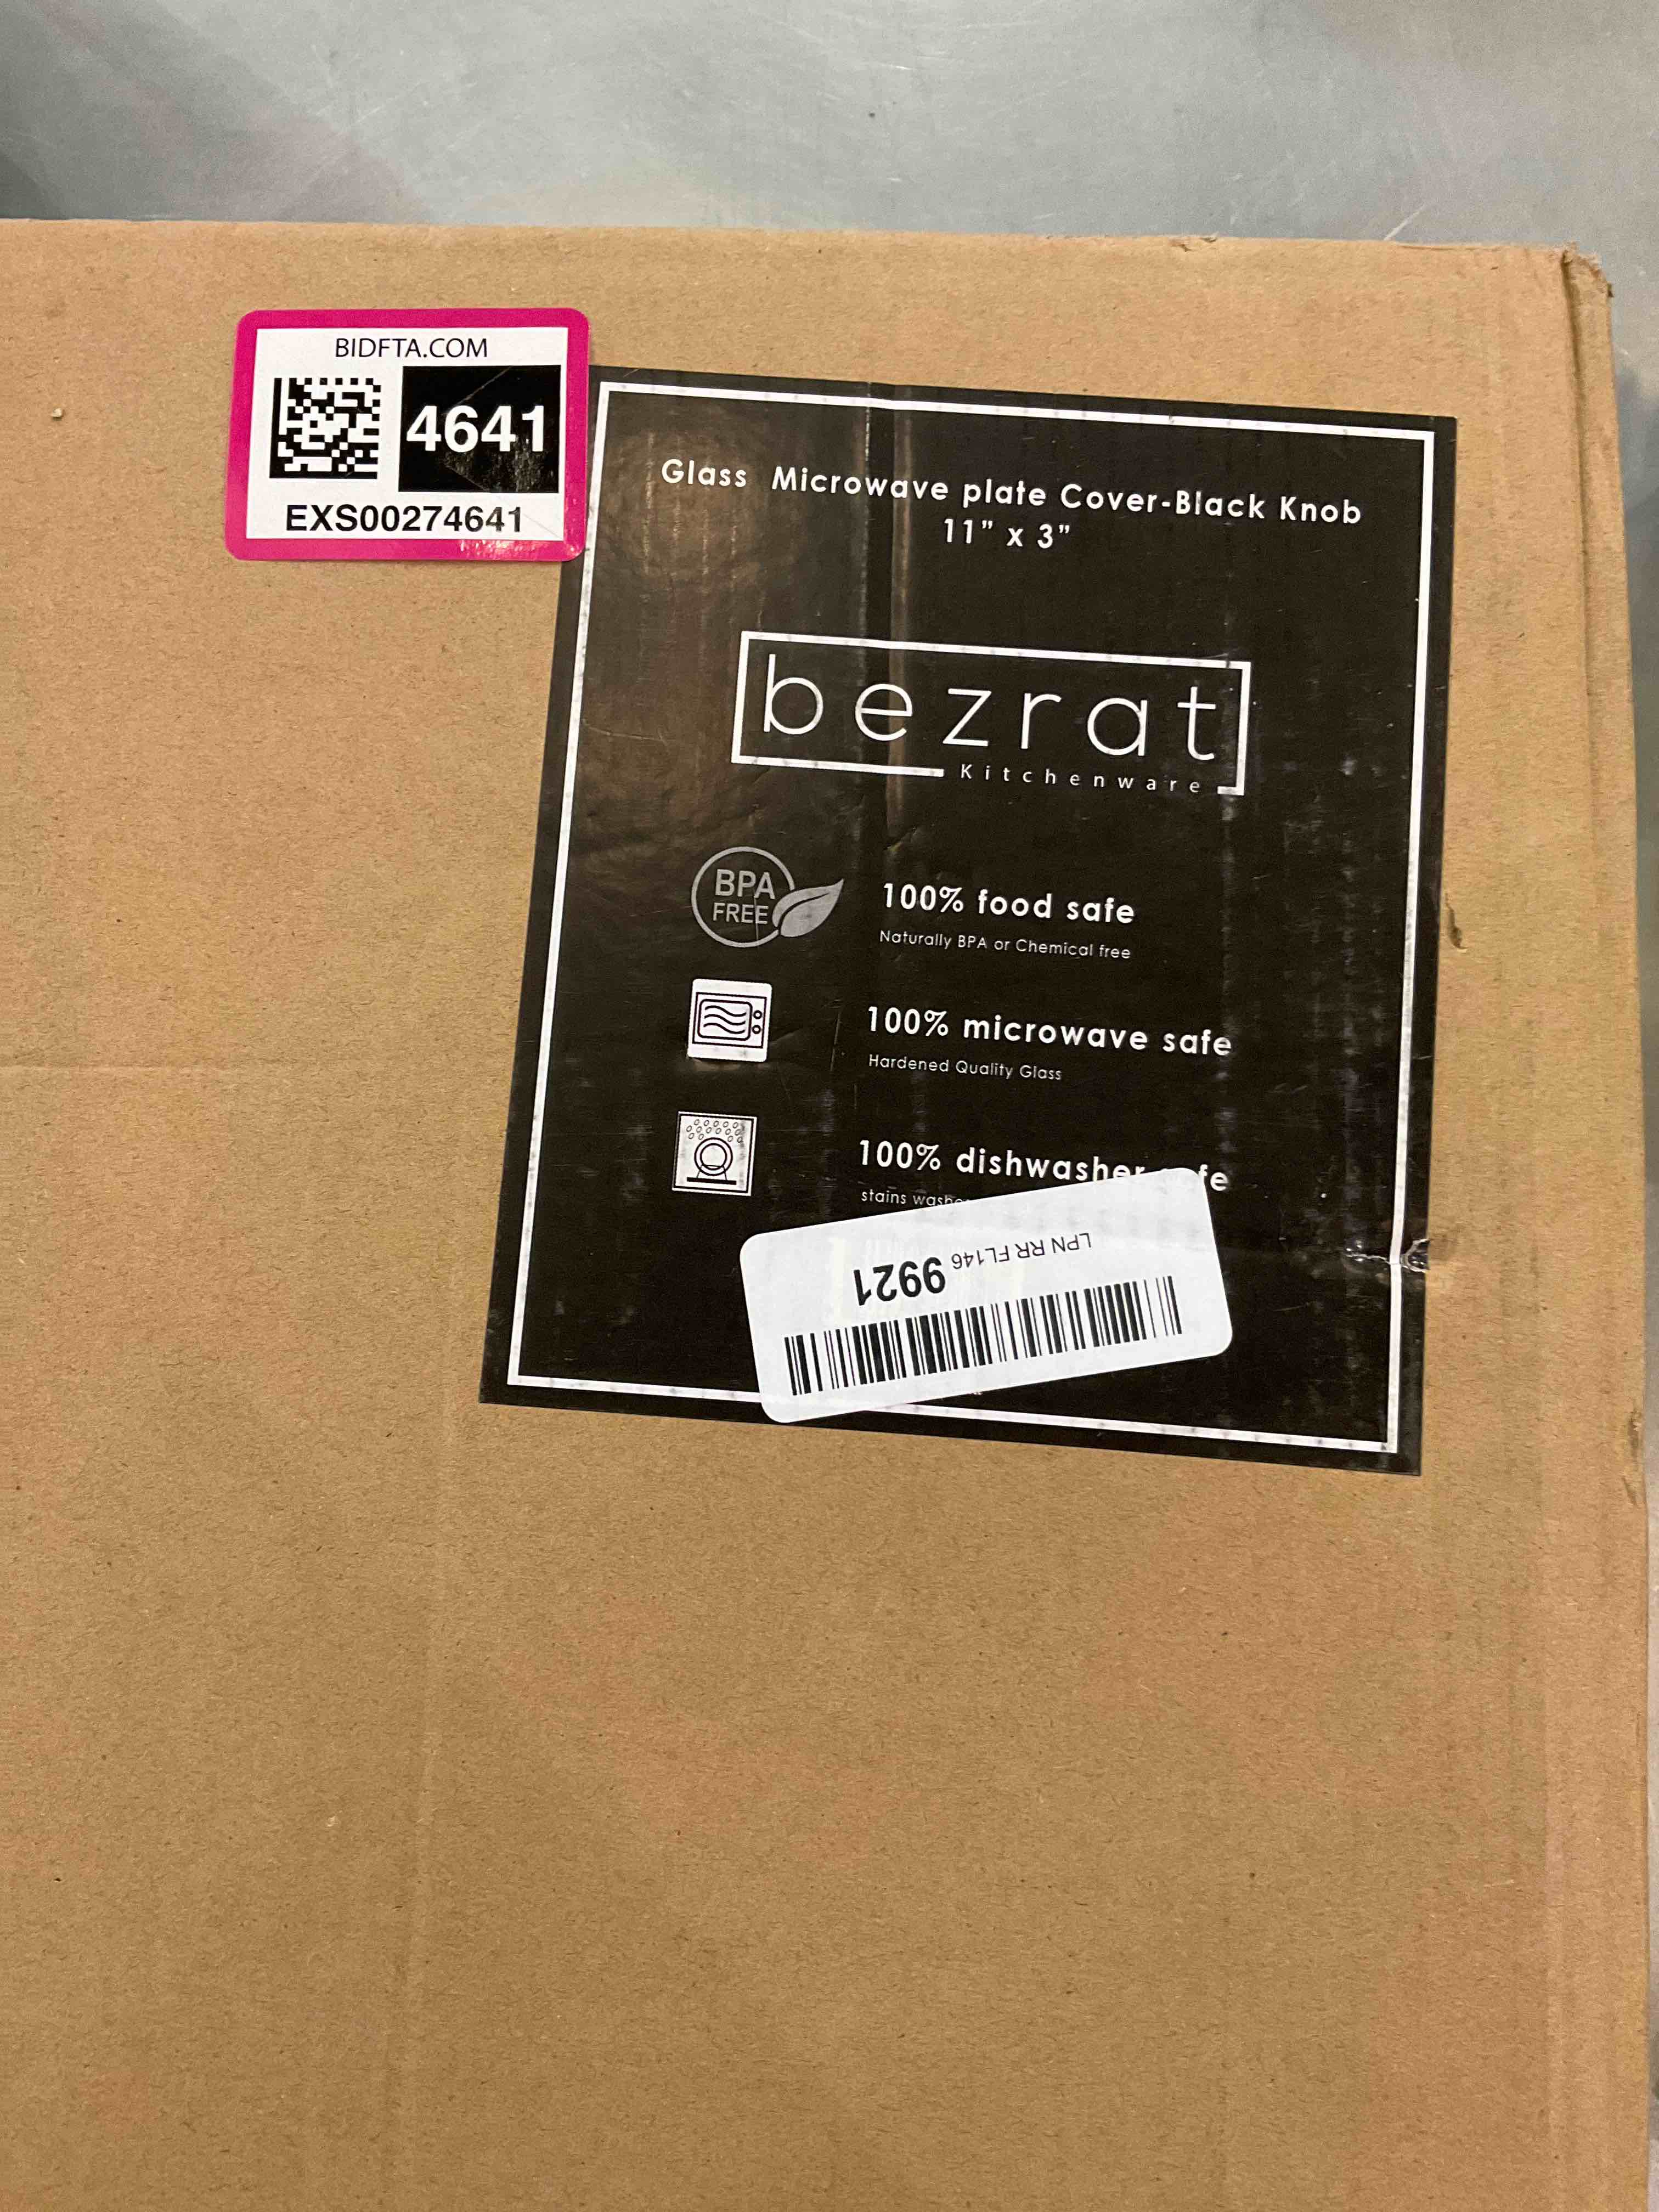 BIDFTA.COM
4641
EXS00274641
Glass Microwave plate Cover-Black Knob
11" x 3"
bezrat
Kitchenware
BPA
FREE
100% food safe
Naturally BPA or Chemical free
100% microwave safe
Hardened Quality Glass
100% dishwasher
stains
LPN RR FL146 9921